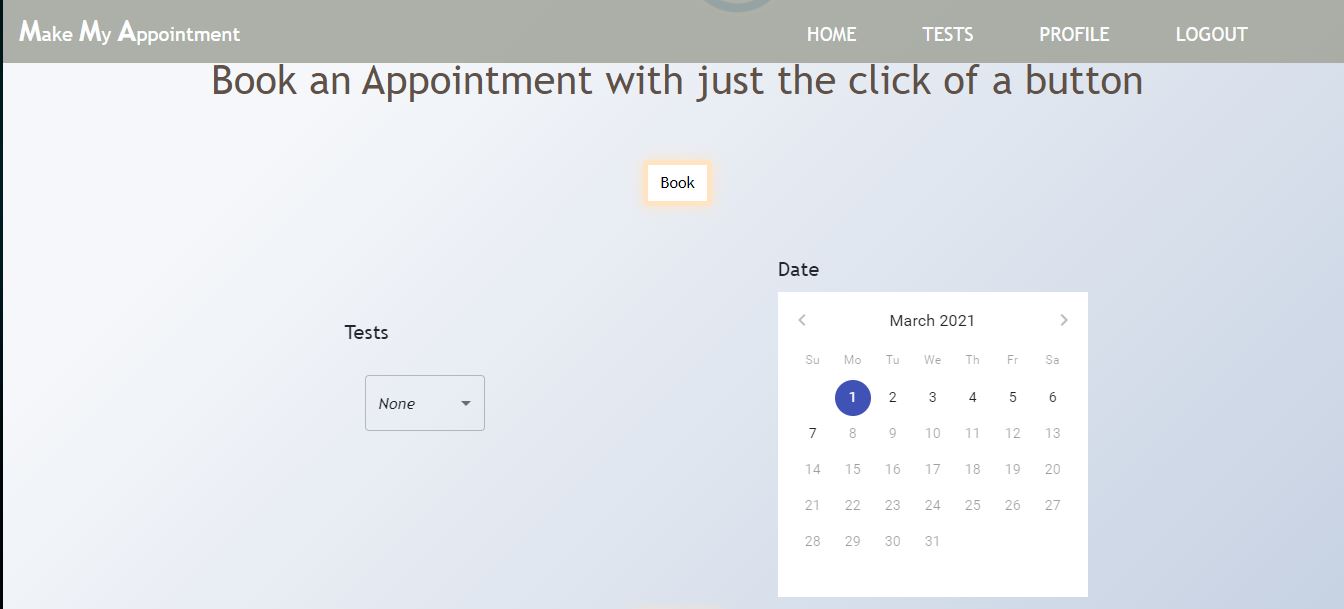 Make My Appointment HOME TESTS PROFILE LOGOUT
Book an Appointment with just the click of a button
Book
Date
Tests
None
March 2021
Su Mo Tu We Th Fr Sa
1 2 3 4 5 6
7 8 9 10 11 12 13
14 15 16 17 18 19 20
21 22 23 24 25 26 27
28 29 30 31